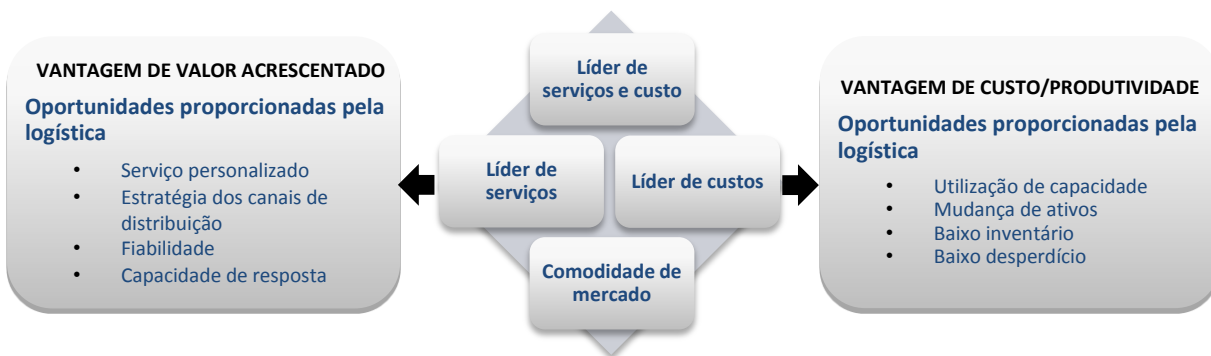 VANTAGEM DE VALOR ACRESCENTADO
Oportunidades proporcionadas pela
logística
• Serviço personalizado
• Estratégia dos canais de
distribuição
• Fiabilidade
• Capacidade de resposta
Líder de
serviços e custo
Líder de
serviços
Líder de custos
Comodidade de
mercado
VANTAGEM DE CUSTO/PRODUTIVIDADE
Oportunidades proporcionadas pela
logística
• Utilização de capacidade
• Mudança de ativos
• Baixo inventário
• Baixo desperdício